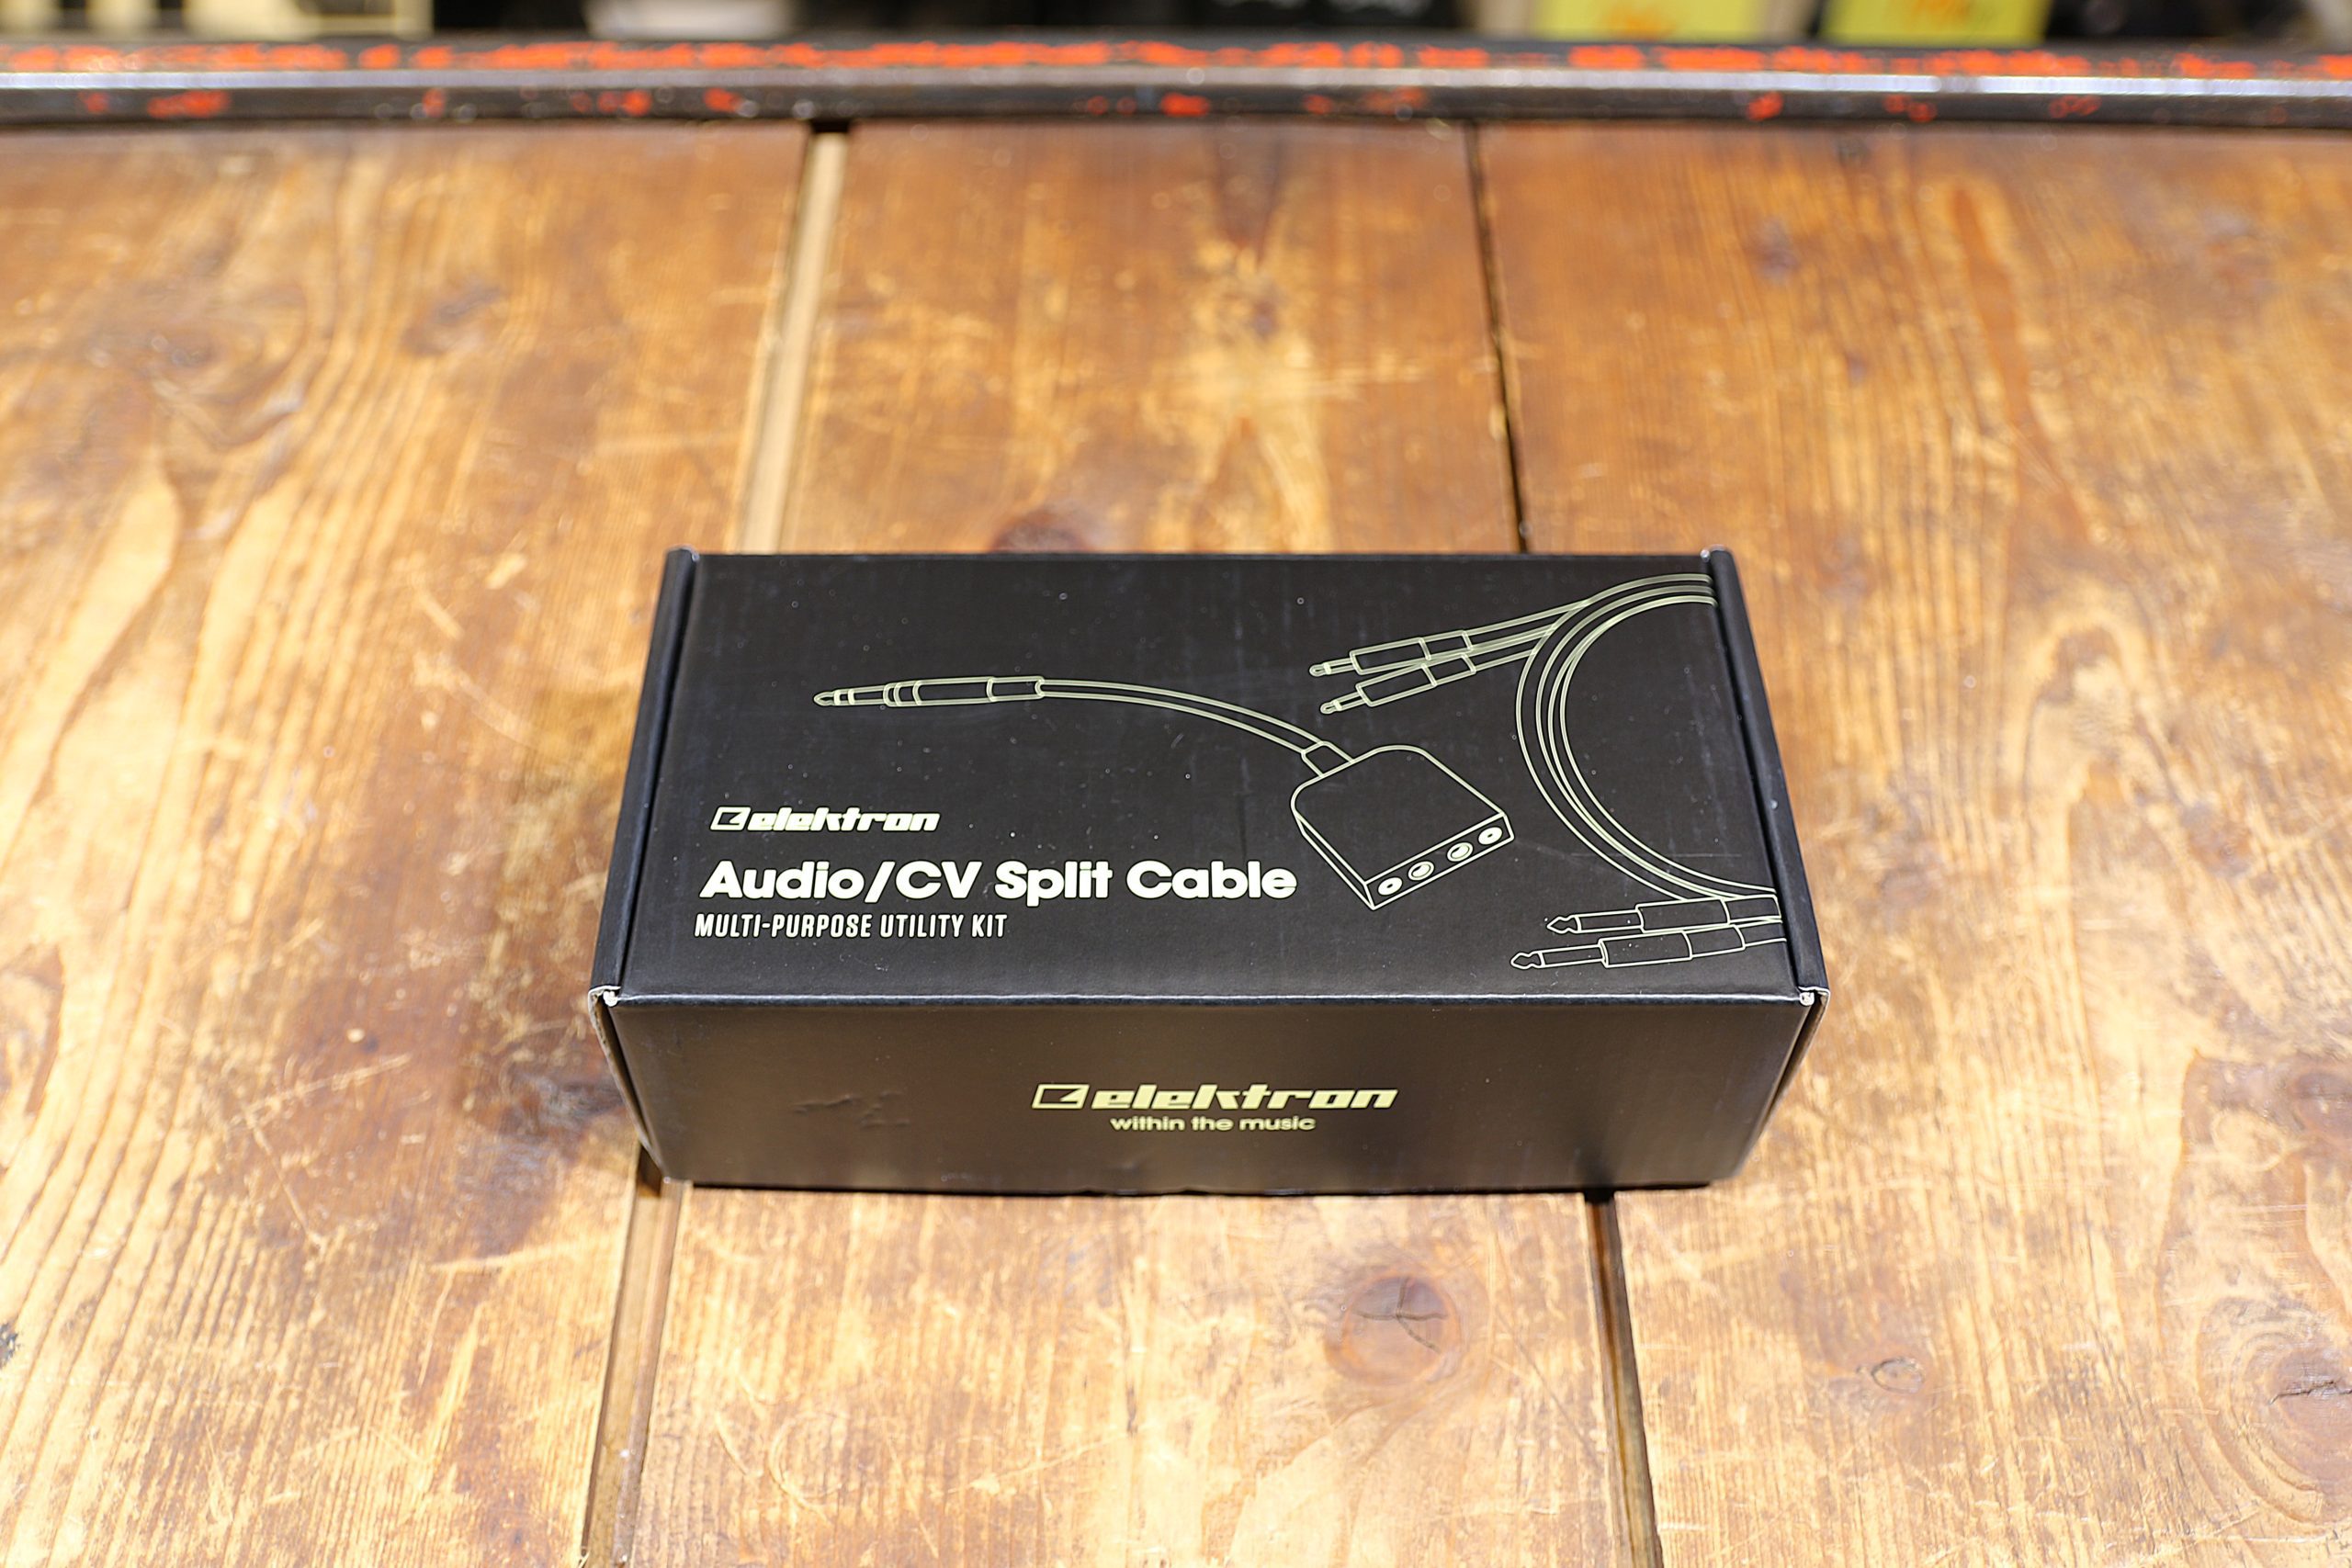 elektron
Audio/CV Split Cable
MULTI-PURPOSE UTILITY KIT
elektron
within the music